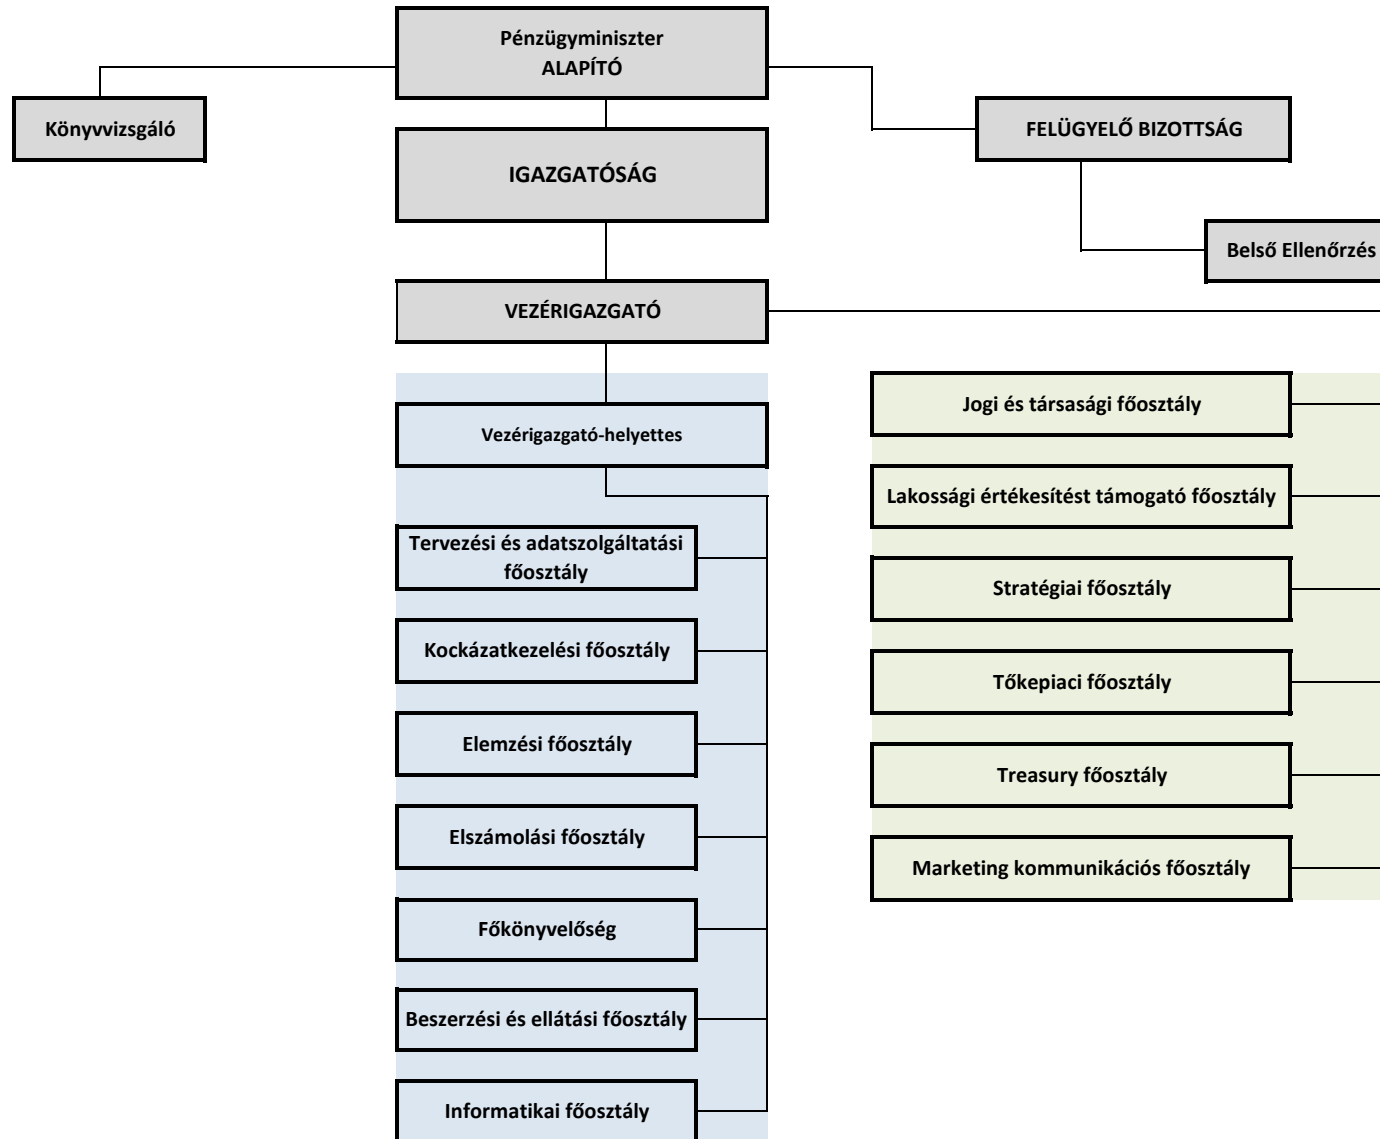 Pénzügyminiszter
ALAPÍTÓ
Könyvvizsgáló
FELÜGYELŐ BIZOTTSÁG
IGAZGATÓSÁG
Belső Ellenőrzés
VEZÉRIGAZGATÓ
Vezérigazgató-helyettes
Tervezési és adatszolgáltatási
főosztály
Kockázatkezelési főosztály
Elemzési főosztály
Elszámolási főosztály
Főkönyvelőség
Beszerzési és ellátási főosztály
Informatikai főosztály
Jogi és társasági főosztály
Lakossági értékesítést támogató főosztály
Stratégiai főosztály
Tőkepiaci főosztály
Treasury főosztály
Marketing kommunikációs főosztály